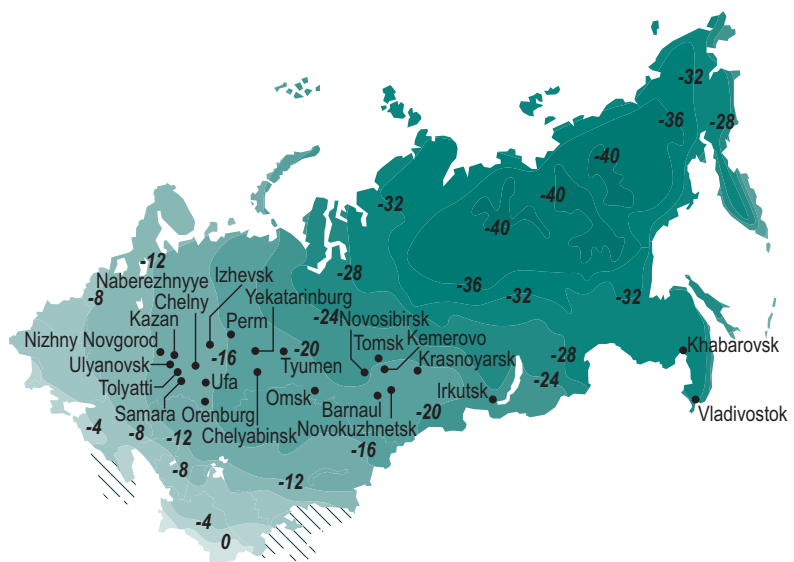 -32
-36
-28
-40
-40
-32
-40
-12
-28
-36
-32
-32
-8
Naberezhnyye
Chelny
Izhevsk
Yekatarinburg
-24
Kazan
Perm
Novosibirsk
Nizhny Novgorod
-16
-20
Tomsk
Kemerovo
Khabarovsk
Ulyanovsk
Tyumen
Krasnoyarsk
-28
-24
Tolyatti
Ufa
Omsk
Irkutsk
Samara
Orenburg
Barnaul
-20
Vladivostok
-4
-8
-12
Chelyabinsk
Novokuzhnetsk
-16
-8
-12
-4
0